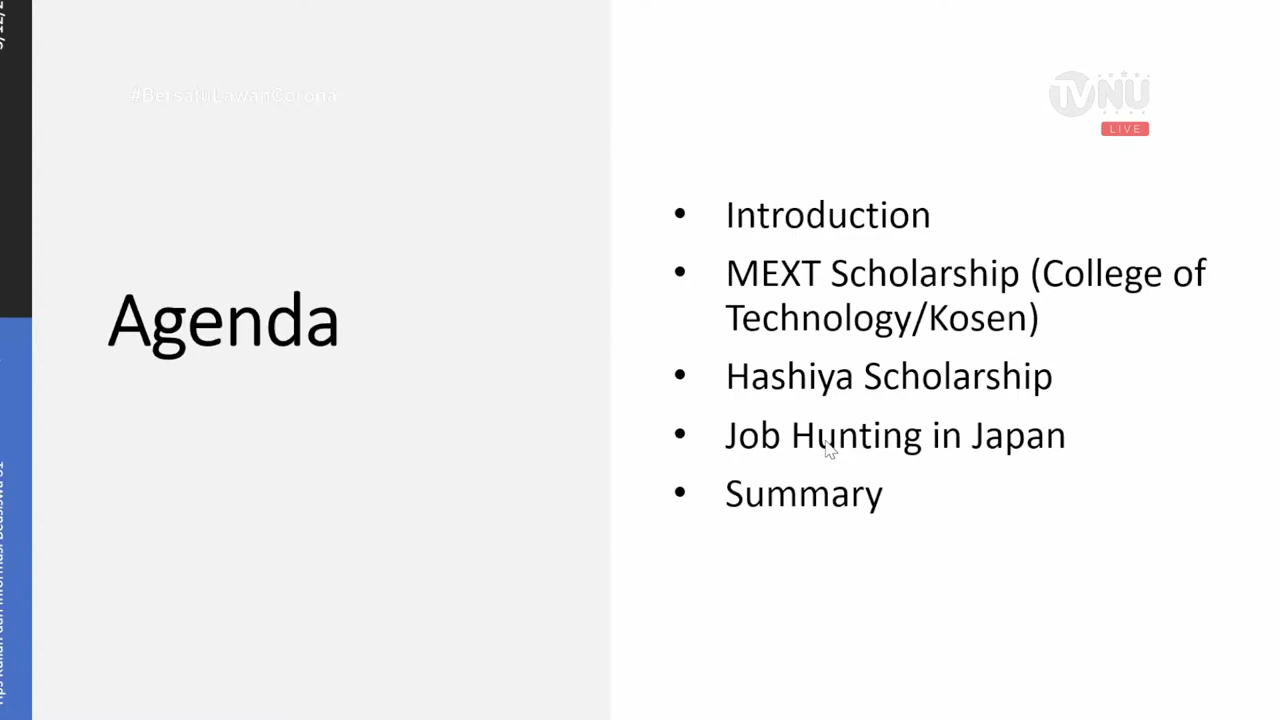 #BersatuLawanCorona
TVNU
LIVE
Agenda
• Introduction
• MEXT Scholarship (College of
Technology/Kosen)
• Hashiya Scholarship
• Job Hunting in Japan
• Summary